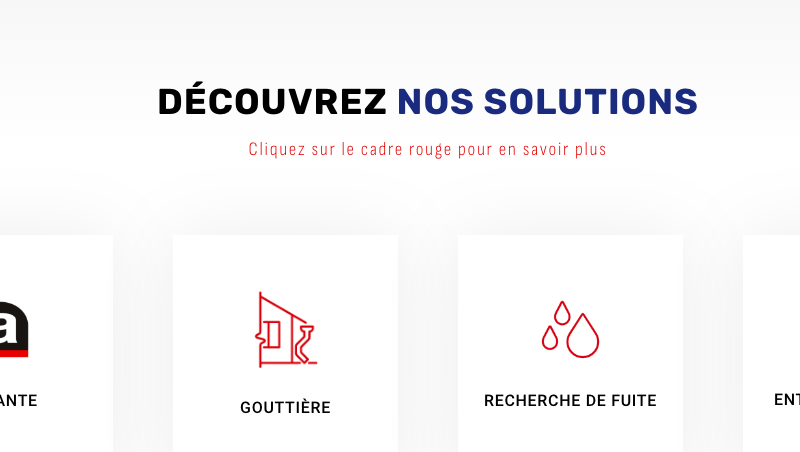 DÉCOUVREZ NOS SOLUTIONS
Cliquez sur le cadre rouge pour en savoir plus
a
ANTE
GOUTTIÈRE
RECHERCHE DE FUITE
ENT